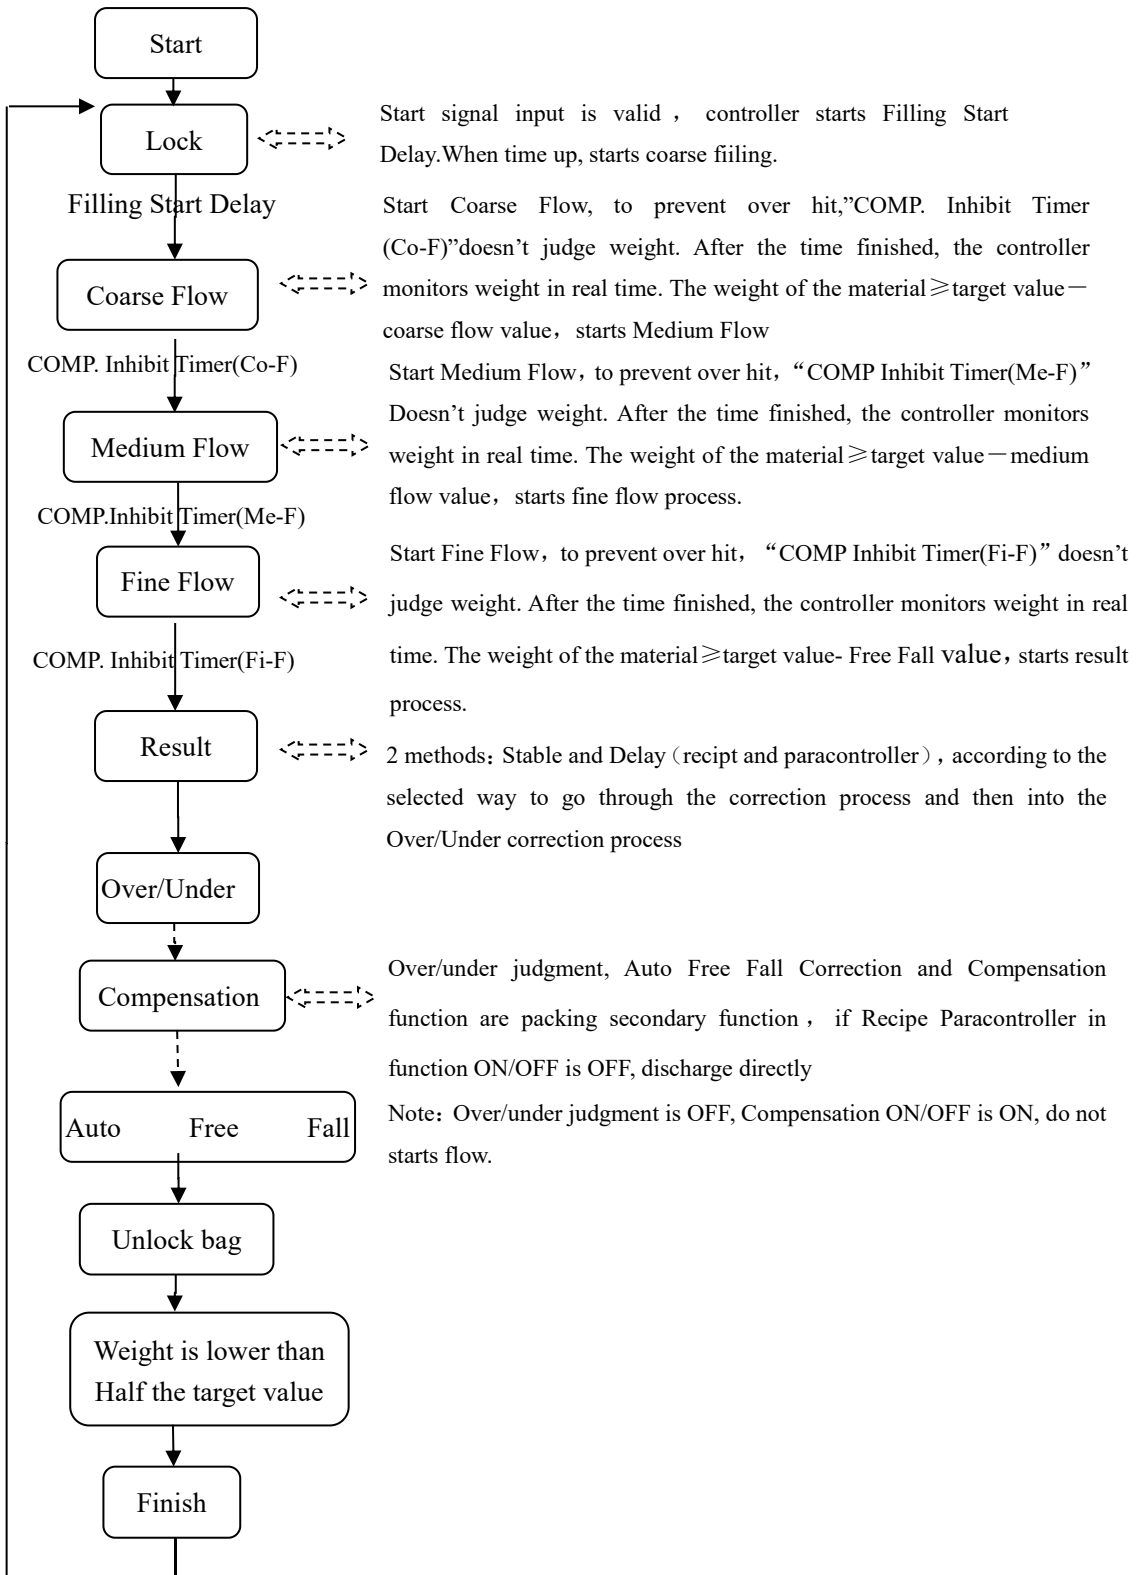 Start
Lock
Start signal input is valid ，controller starts Filling Start
Delay.When time up, starts coarse fiiling.
Filling Start Delay
Start Coarse Flow, to prevent over hit,”COMP. Inhibit Timer
(Co-F)”doesn’t judge weight. After the time finished, the controller
monitors weight in real time. The weight of the material≥target value－
coarse flow value，starts Medium Flow
Coarse Flow
COMP. Inhibit Timer(Co-F)
Start Medium Flow，to prevent over hit，“COMP Inhibit Timer(Me-F)”
Doesn’t judge weight. After the time finished, the controller monitors
weight in real time. The weight of the material≥target value－medium
flow value，starts fine flow process.
Medium Flow
COMP.Inhibit Timer(Me-F)
Start Fine Flow，to prevent over hit，“COMP Inhibit Timer(Fi-F)” doesn’t
judge weight. After the time finished, the controller monitors weight in real
time. The weight of the material≥target value- Free Fall value，starts result
process.
Fine Flow
COMP. Inhibit Timer(Fi-F)
Result
2 methods：Stable and Delay（recipt and paracontroller），according to the
selected way to go through the correction process and then into the
Over/Under correction process
Over/Under
Compensation
Over/under judgment, Auto Free Fall Correction and Compensation
function are packing secondary function，if Recipe Paracontroller in
function ON/OFF is OFF, discharge directly
Note：Over/under judgment is OFF, Compensation ON/OFF is ON, do not
starts flow.
Auto Free Fall
Unlock bag
Weight is lower than
Half the target value
Finish